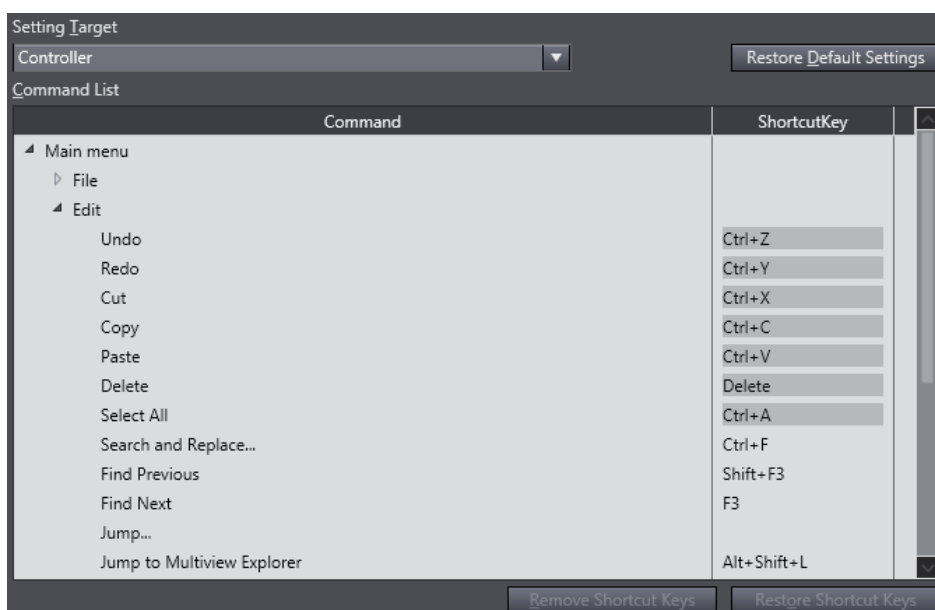 Setting Target
Controller
Restore Default Settings
Command List
Command ShortcutKey
Main menu
File
Edit
Undo Ctrl+Z
Redo Ctrl+Y
Cut Ctrl+X
Copy Ctrl+C
Paste Ctrl+V
Delete Delete
Select All Ctrl+A
Search and Replace... Ctrl+F
Find Previous Shift+F3
Find Next F3
Jump...
Jump to Multiview Explorer Alt+Shift+L
Remove Shortcut Keys Restore Shortcut Keys